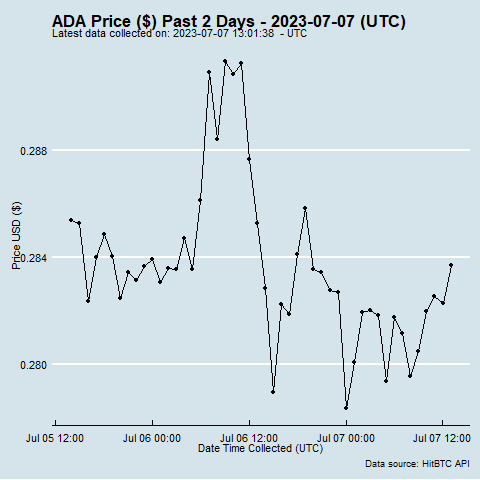 ADA Price ($) Past 2 Days - 2023-07-07 (UTC)
Latest data collected on: 2023-07-07 13:01:38 - UTC
0.288
0.284
0.280
Price USD ($)
Jul 05 12:00 Jul 06 00:00 Jul 06 12:00 Jul 07 00:00 Jul 07 12:00
Date Time Collected (UTC)
Data source: HitBTC API